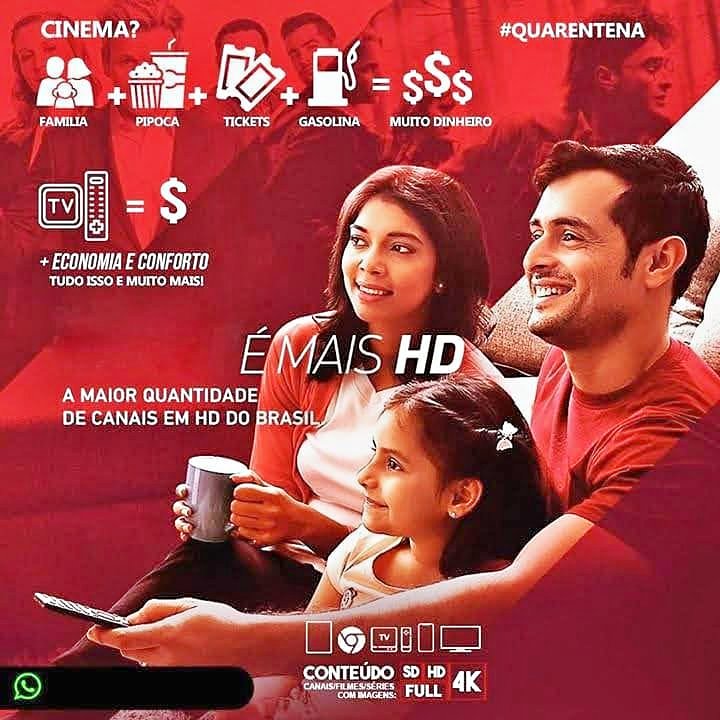 CINEMA?
#QUARENTENA
+ + + = $$$
FAMILIA PIPOCA TICKETS GASOLINA MUITO DINHEIRO
TV = $
+ ECONOMIA E CONFORTO
TUDO ISSO E MUITO MAIS!
É MAIS HD
A MAIOR QUANTIDADE
DE CANAIS EM HD DO BRASIL
TV
CONTEÚDO SD HD 4K
CANAIS/FILMES/SÉRIES FULL
COM IMAGENS: